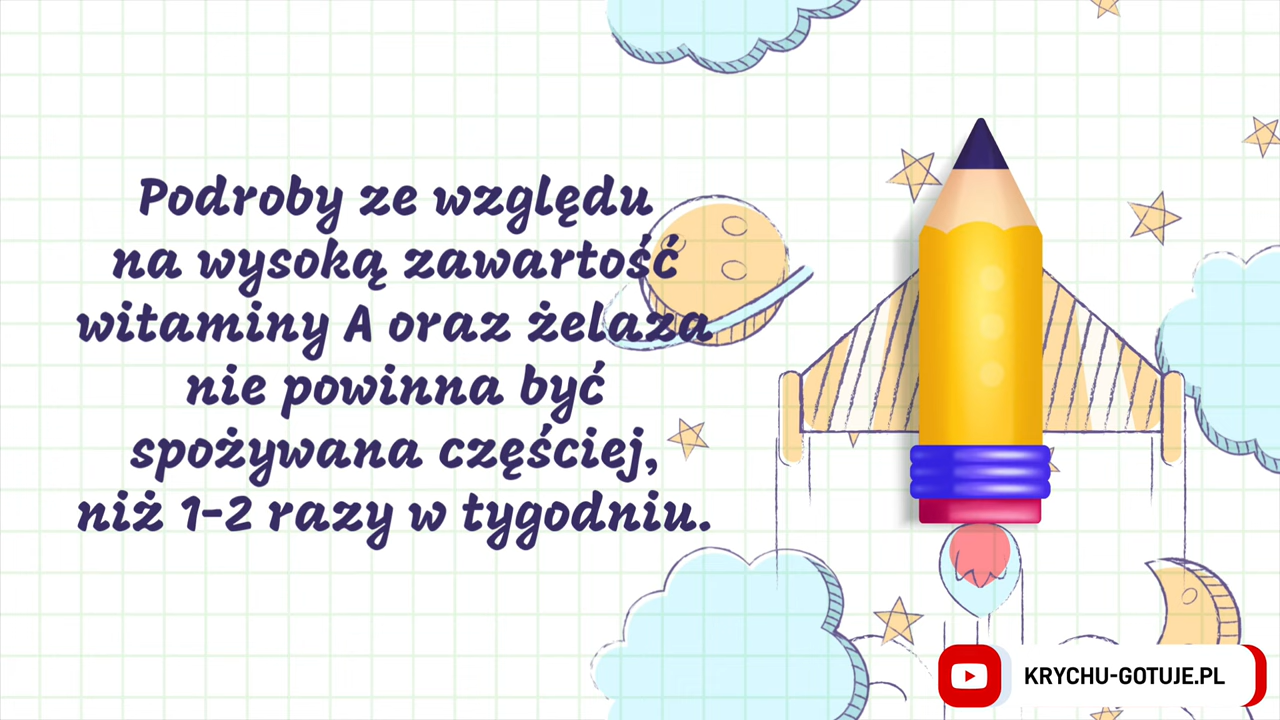 Podroby ze względu
na wysoką zawartość
witaminy A oraz żelaza
nie powinna być
spożywana częściej,
niż 1-2 razy w tygodniu.
KRYCHU-GOTUJE.PL